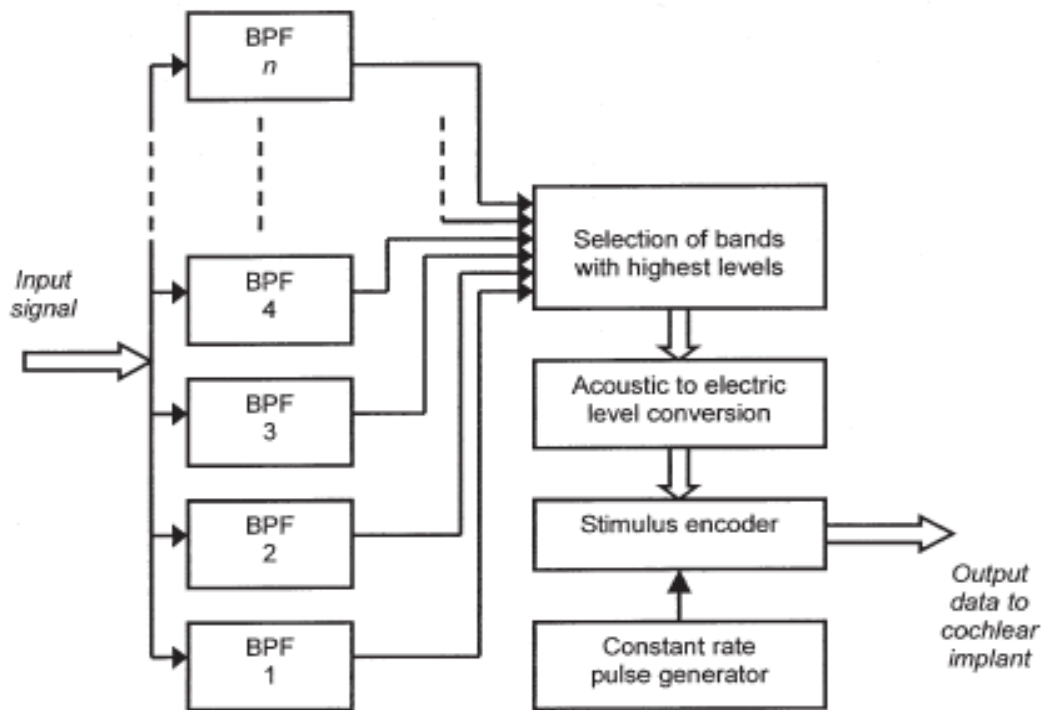 BPF
n
BPF
4
BPF
3
BPF
2
BPF
1
Input
signal
Selection of bands
with highest levels
Acoustic to electric
level conversion
Stimulus encoder
Constant rate
pulse generator
Output
data to
cochlear
implant